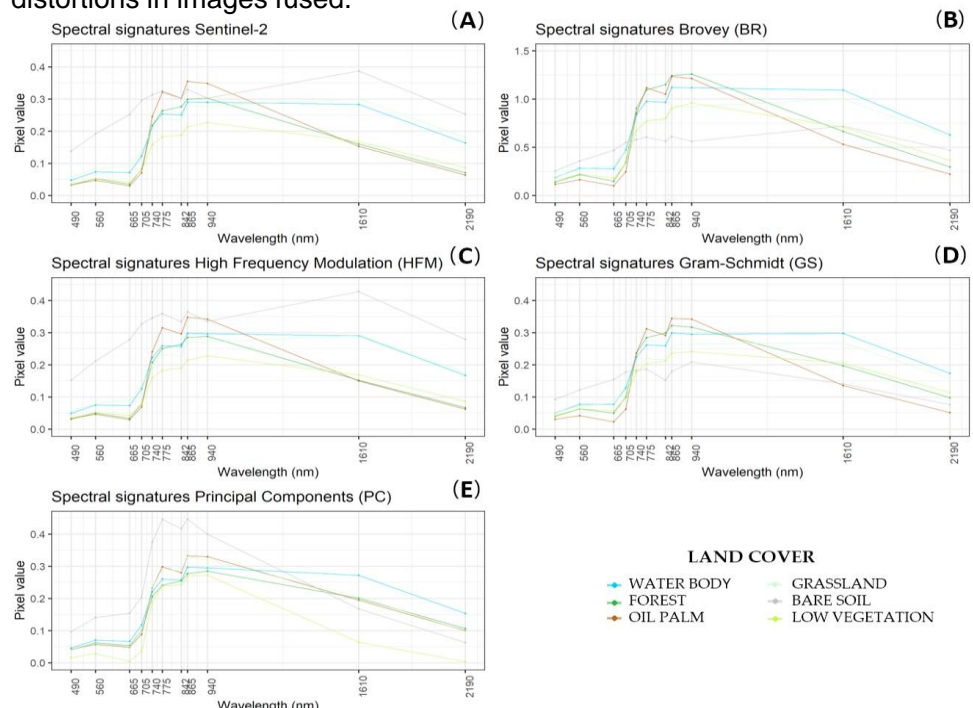 distortions in images fused.
Spectral signatures Sentinel-2 (A)
Pixel value
0.4
0.3
0.2
0.1
0.0
490 560 665 705 740 775 842 865 940 1610 2190
Wavelength (nm)
Spectral signatures Brovey (BR) (B)
Pixel value
1.5
1.0
0.5
0.0
490 560 665 705 740 775 842 865 940 1610 2190
Wavelength (nm)
Spectral signatures High Frequency Modulation (HFM) (C)
Pixel value
0.4
0.3
0.2
0.1
0.0
490 560 665 705 740 775 842 865 940 1610 2190
Wavelength (nm)
Spectral signatures Gram-Schmidt (GS) (D)
Pixel value
0.4
0.3
0.2
0.1
0.0
490 560 665 705 740 775 842 865 940 1610 2190
Wavelength (nm)
Spectral signatures Principal Components (PC) (E)
Pixel value
0.4
0.3
0.2
0.1
0.0
490 560 665 705 740 775 842 865 940 1610 2190
Wavelength (nm)
LAND COVER
WATER BODY
FOREST
OIL PALM
GRASSLAND
BARE SOIL
LOW VEGETATION